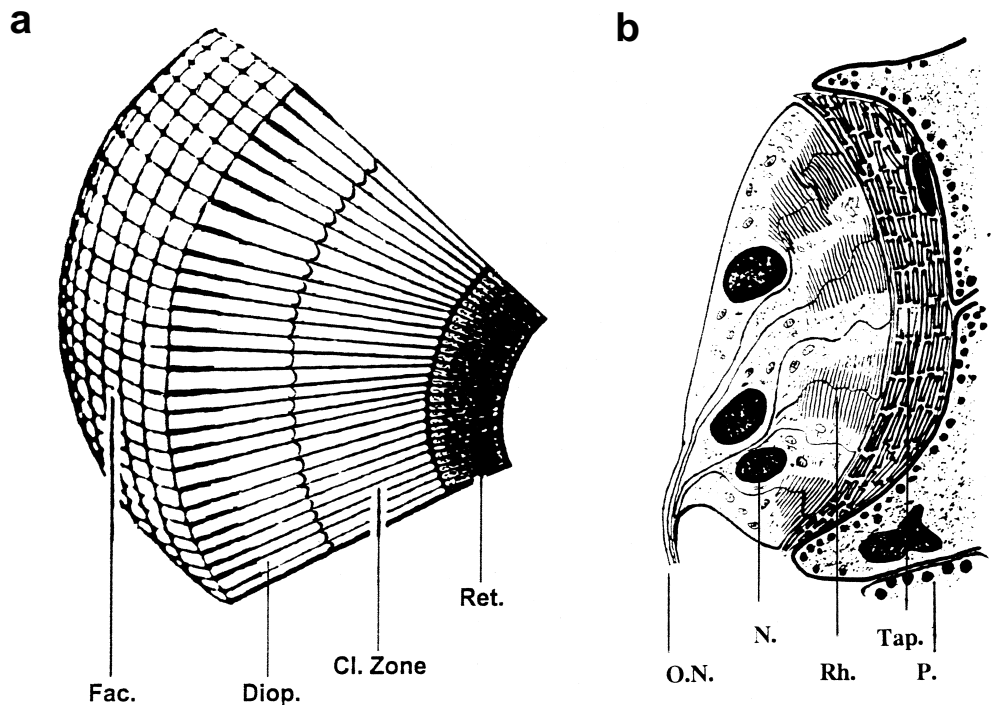 a
Fac.
Diop.
Cl. Zone
Ret.
b
O.N.
N.
Rh.
Tap.
P.